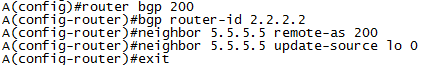 A(config)#router bgp 200
A(config-router)#bgp router-id 2.2.2.2
A(config-router)#neighbor 5.5.5.5 remote-as 200
A(config-router)#neighbor 5.5.5.5 update-source lo 0
A(config-router)#exit